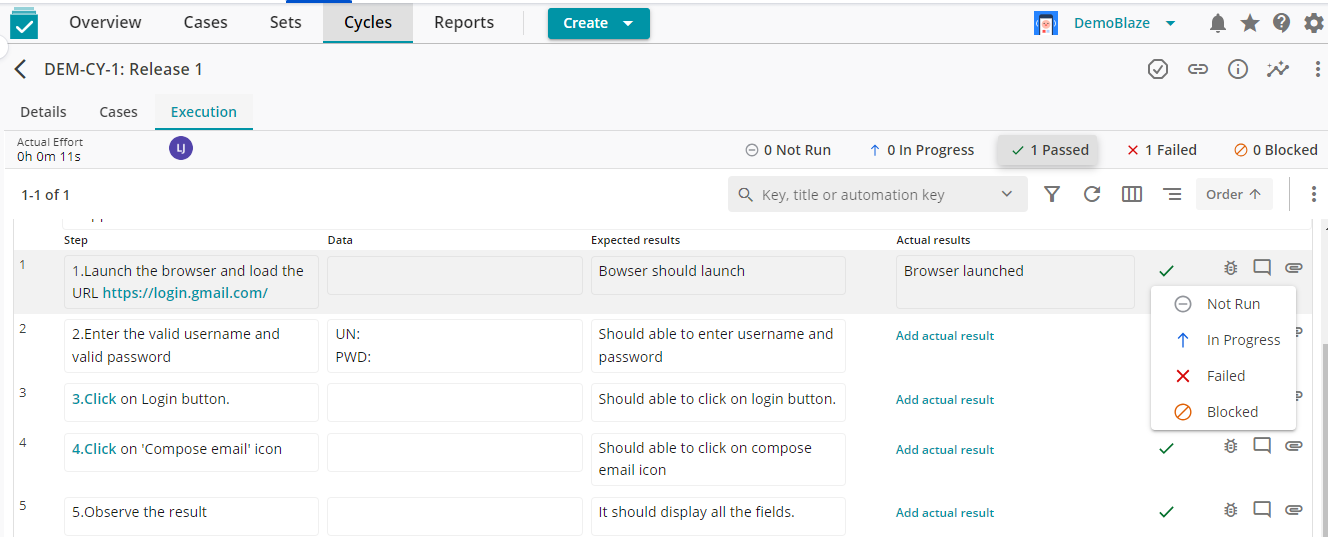 Overview Cases Sets Cycles Reports Create DemoBlaze
DEM-CY-1: Release 1
Details Cases Execution
Actual Effort
0h 0m 11s
LJ
0 Not Run 0 In Progress 1 Passed 1 Failed 0 Blocked
1-1 of 1 Key, title or automation key Order
Step Data Expected results Actual results
1 1.Launch the browser and load the
URL https://login.gmail.com/
Bowser should launch
Browser launched
Not Run
In Progress
Failed
Blocked
2 2.Enter the valid username and
valid password
UN:
PWD:
Should able to enter username and
password
Add actual result
3 3.Click on Login button.
Should able to click on login button.
Add actual result
4 4.Click on 'Compose email' icon
Should able to click on compose
email icon
Add actual result
5 5.Observe the result
It should display all the fields.
Add actual result